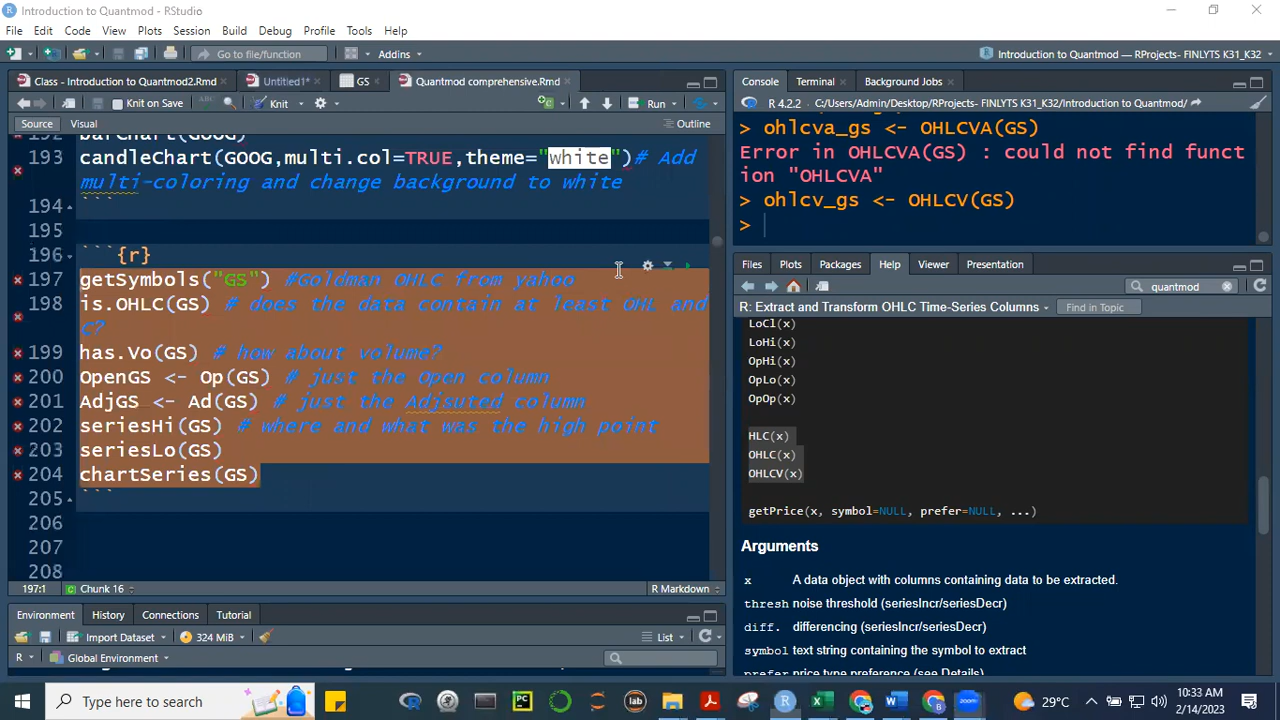 Introduction to Quantmod - RStudio
File Edit Code View Plots Session Build Debug Profile Tools Help
Go to file/function
Addins
Introduction to Quantmod — RProjects- FINLYTS K31_K32
Class - Introduction to Quantmod2.Rmd
Untitled1*
GS
Quantmod comprehensive.Rmd
Knit on Save
ABC
Knit
Run
Source Visual
Outline
193 candleChart(GOOG,multi.col=TRUE,theme="white")# Add
multi-coloring and change background to white
194 ```
195
196 ```{r}
197 getSymbols("GS") #Goldman OHLC from yahoo
198 is.OHLC(GS) # does the data contain at least OHL and
C?
199 has.Vo(GS) # how about volume?
200 OpenGS <- Op(GS) # just the Open column
201 AdjGS <- Ad(GS) # just the Adjsuted column
202 seriesHi(GS) # where and what was the high point
203 seriesLo(GS)
204 chartSeries(GS)
205 ```
206
207
208
197:1 Chunk 16 R Markdown
Environment History Connections Tutorial
Import Dataset 324 MiB List
R Global Environment
Console Terminal Background Jobs
R 4.2.2 . C:/Users/Admin/Desktop/RProjects- FINLYTS K31_K32/Introduction to Quantmod/
> ohlcva_gs <- OHLCVA(GS)
Error in OHLCVA(GS) : could not find funct
ion "OHLCVA"
> ohlcv_gs <- OHLCV(GS)
>
Files Plots Packages Help Viewer Presentation
quantmod
R: Extract and Transform OHLC Time-Series Columns
Find in Topic
LoCl(x)
LoHi(x)
OpHi(x)
OpLo(x)
OpOp(x)
HLC(x)
OHLC(x)
OHLCV(x)
getPrice(x, symbol=NULL, prefer=NULL, ...)
Arguments
x A data object with columns containing data to be extracted.
thresh noise threshold (seriesIncr/seriesDecr)
diff. differencing (seriesIncr/seriesDecr)
symbol text string containing the symbol to extract
prefer price type preference (see Details)
Type here to search
PC
lab
zoom
29°C
10:33 AM
2/14/2023